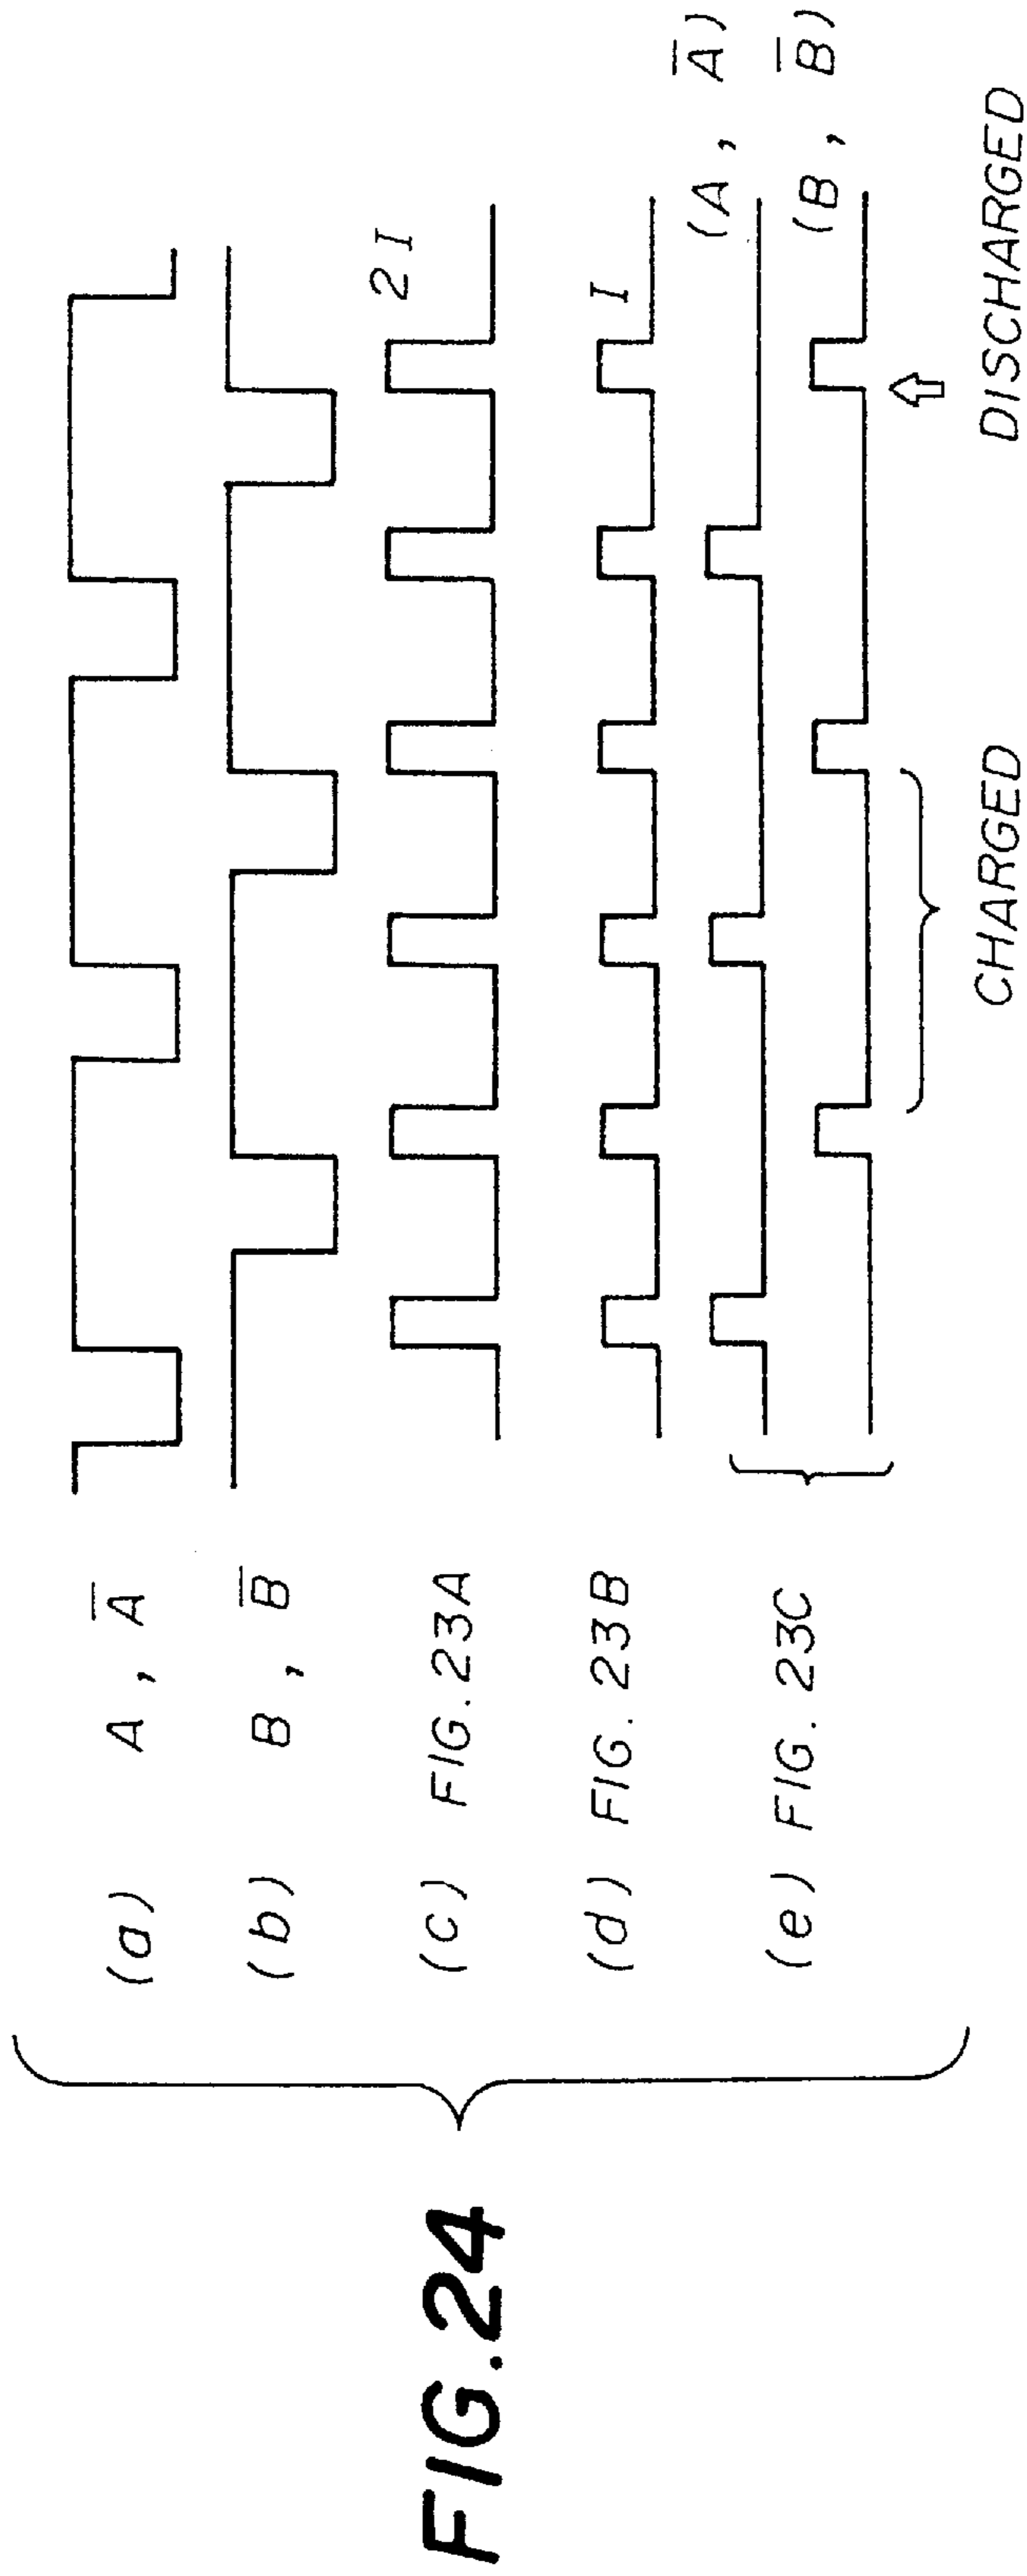 FIG.24
(a) A , A̅
(b) B , B̅
(c) FIG.23A
2I
(d) FIG. 23B
I
(e) FIG. 23C
(A , A̅)
(B , B̅)
CHARGED
DISCHARGED